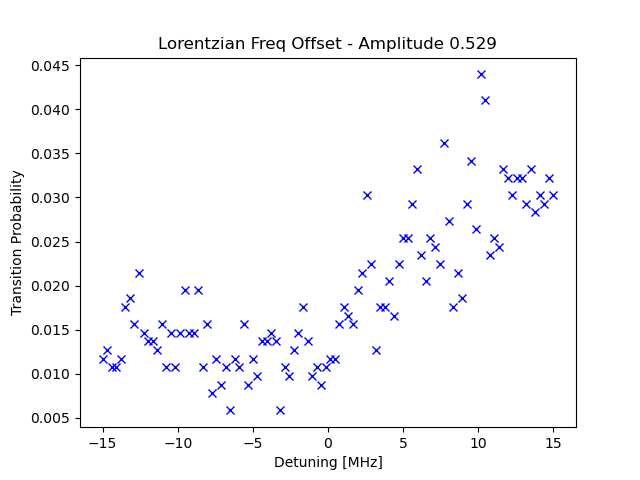 Lorentzian Freq Offset - Amplitude 0.529
0.045
0.040
0.035
0.030
0.025
0.020
0.015
0.010
0.005
Transition Probability
−15 −10 −5 0 5 10 15
Detuning [MHz]